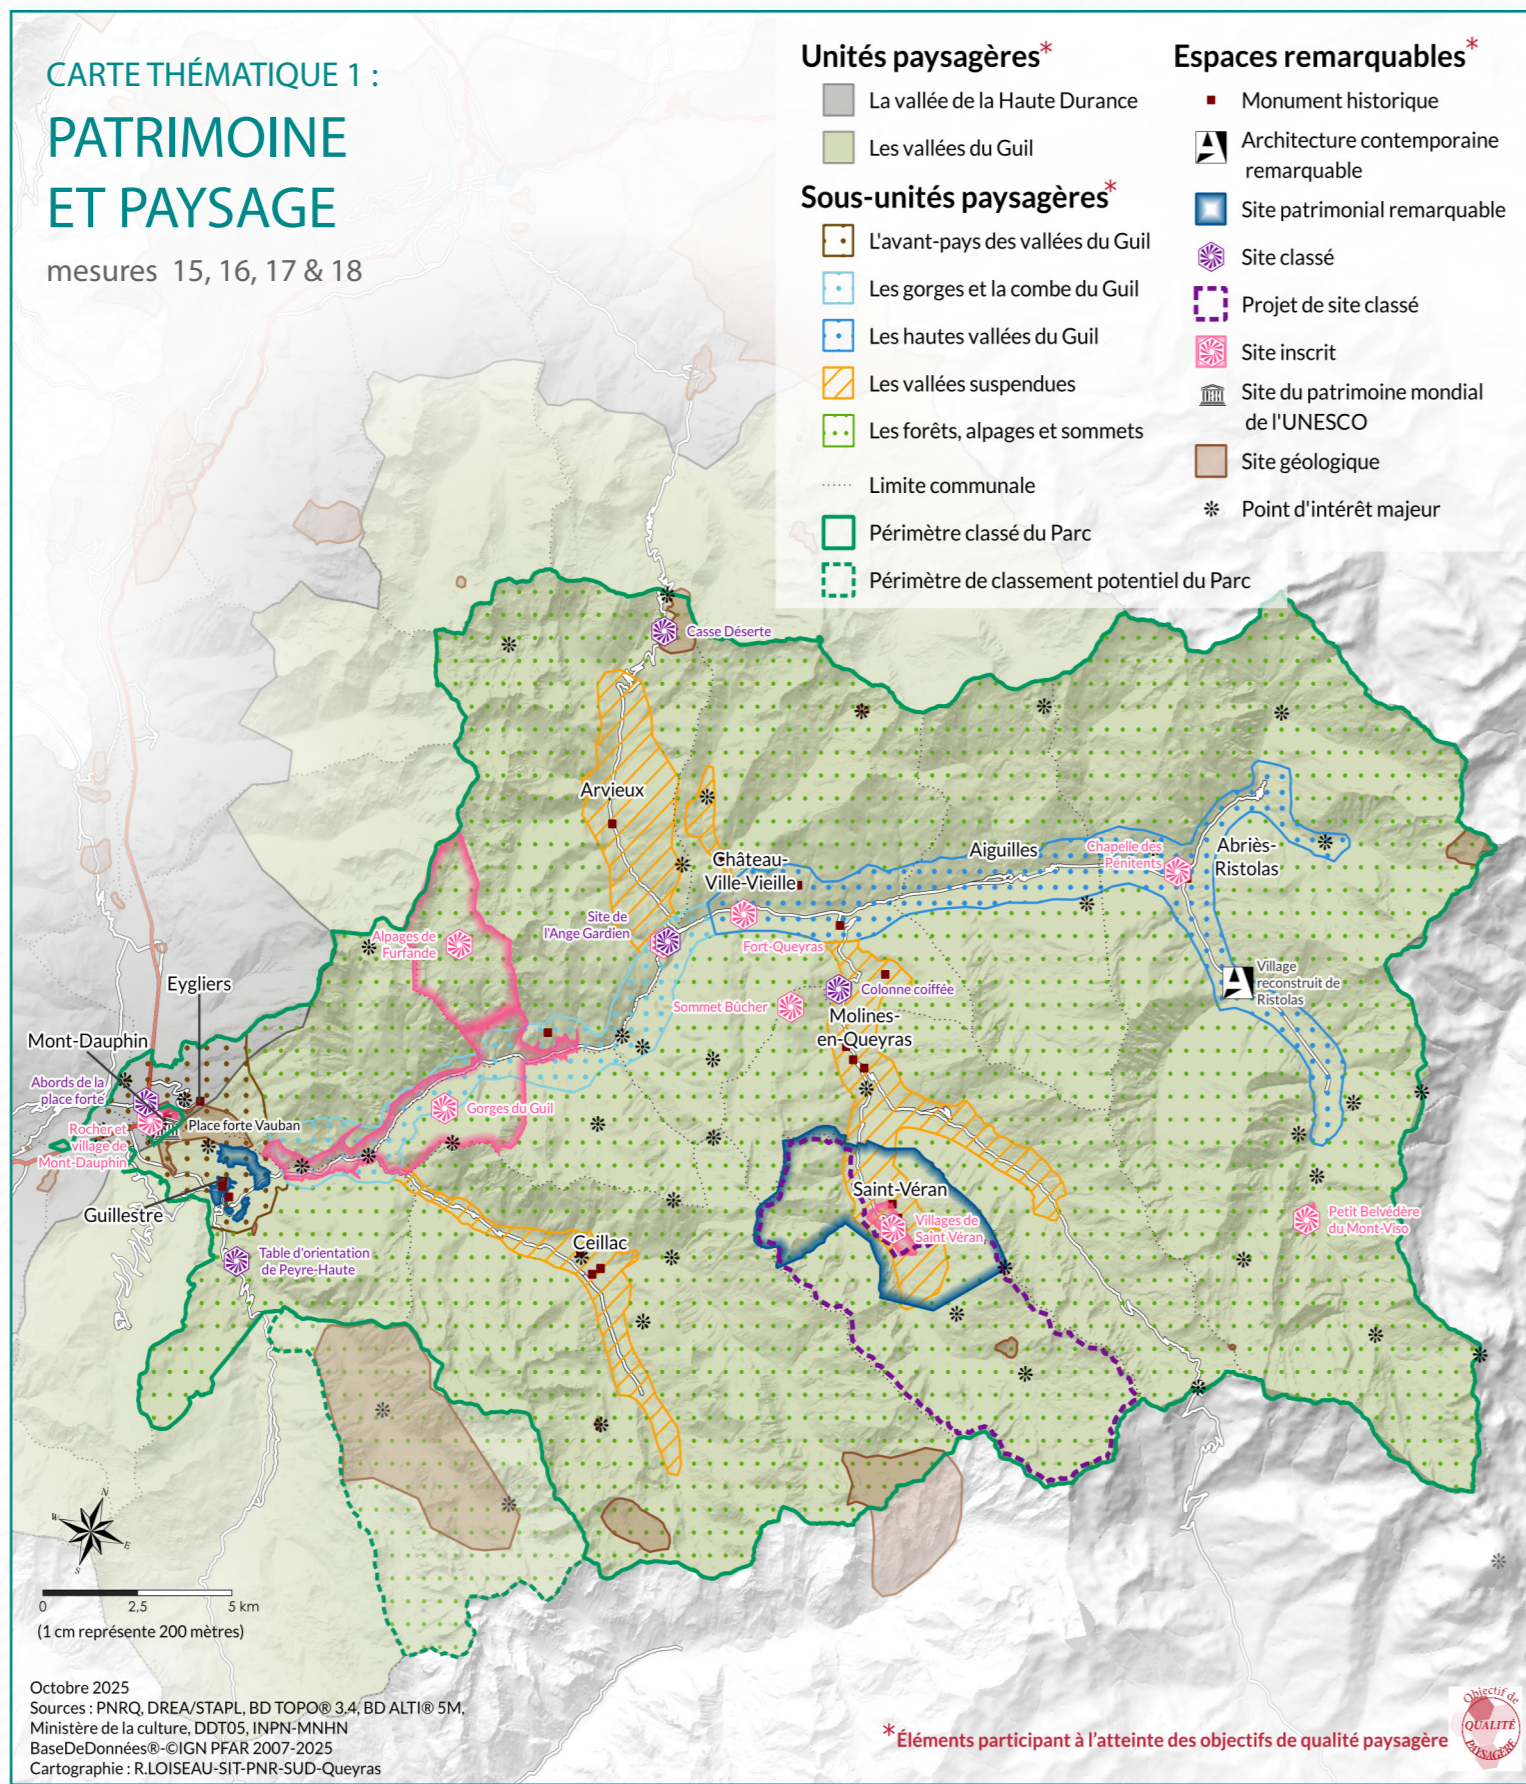 CARTE THÉMATIQUE 1 :
PATRIMOINE
ET PAYSAGE
mesures 15, 16, 17 & 18
Unités paysagères*
La vallée de la Haute Durance
Les vallées du Guil
Sous-unités paysagères*
L'avant-pays des vallées du Guil
Les gorges et la combe du Guil
Les hautes vallées du Guil
Les vallées suspendues
Les forêts, alpages et sommets
Limite communale
Périmètre classé du Parc
Périmètre de classement potentiel du Parc
Espaces remarquables*
Monument historique
Architecture contemporaine
remarquable
Site patrimonial remarquable
Site classé
Projet de site classé
Site inscrit
Site du patrimoine mondial
de l'UNESCO
Site géologique
Point d'intérêt majeur
Casse Déserte
Arvieux
Château-
Ville-Vieille
Aiguilles
Chapelle des
Pénitents
Abriès-
Ristolas
Site de
l'Ange Gardien
Fort-Queyras
Alpages de
Furfande
Eygliers
Village
reconstruit de
Ristolas
Colonne coiffée
Sommet Bûcher
Molines-
en-Queyras
Mont-Dauphin
Abords de la
place forte
Gorges du Guil
Place forte Vauban
Rocher et
village de
Mont-Dauphin
Saint-Véran
Guillestre
Villages de
Saint Véran
Petit Belvédère
du Mont-Viso
Ceillac
Table d'orientation
de Peyre-Haute
N
W
E
S
0 2,5 5 km
(1 cm représente 200 mètres)
Octobre 2025
Sources : PNRQ, DREA/STAPL, BD TOPO® 3.4, BD ALTI® 5M,
Ministère de la culture, DDT05, INPN-MNHN
BaseDeDonnées®-©IGN PFAR 2007-2025
Cartographie : R.LOISEAU-SIT-PNR-SUD-Queyras
*Éléments participant à l'atteinte des objectifs de qualité paysagère
Objectif de
QUALITÉ
PAYSAGÈRE